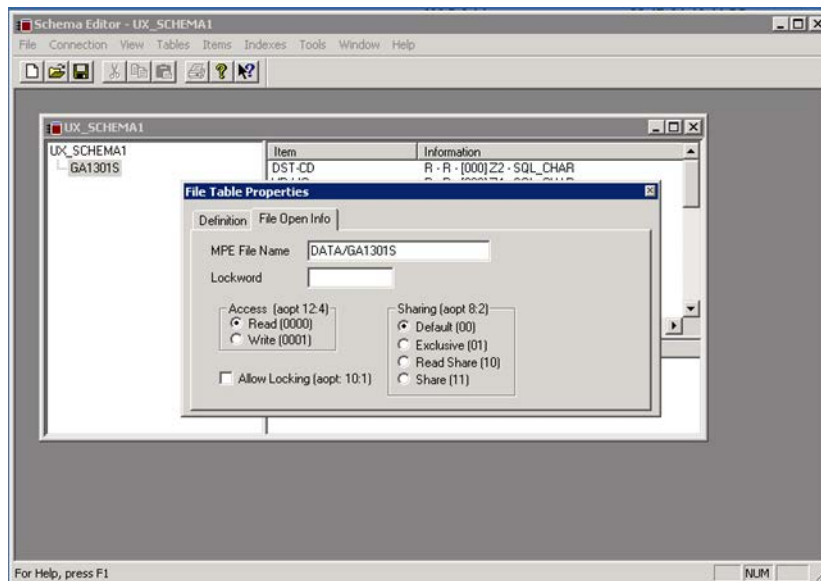 Schema Editor - UX_SCHEMA1
File Connection View Tables Items Indexes Tools Window Help
UX_SCHEMA1
UX_SCHEMA1
GA1301S
Item Information
DST-CD R - R - [000] Z2 - SQL_CHAR
File Table Properties
Definition File Open Info
MPE File Name DATA/GA1301S
Lockword
Access (aopt 12:4)
Read (0000)
Write (0001)
Allow Locking (aopt: 10:1)
Sharing (aopt 8:2)
Default (00)
Exclusive (01)
Read Share (10)
Share (11)
For Help, press F1
NUM